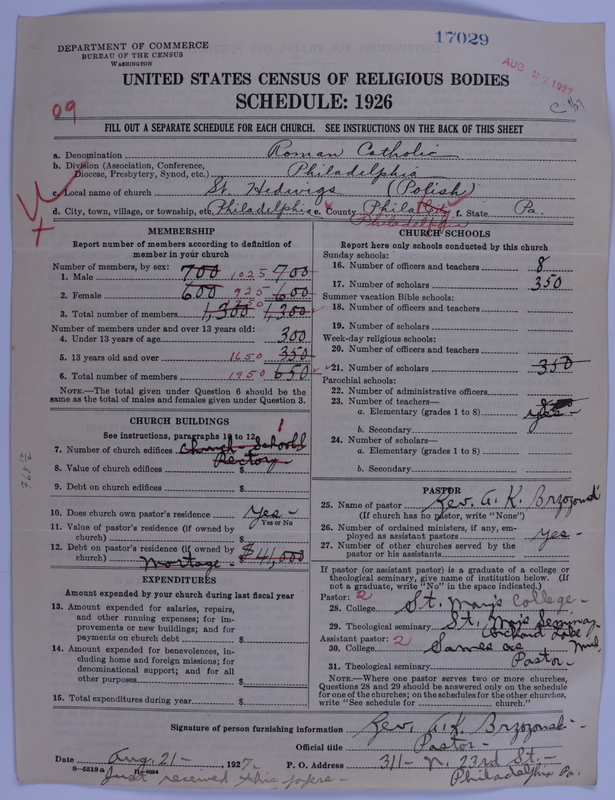 17029
DEPARTMENT OF COMMERCE
BUREAU OF THE CENSUS
WASHINGTON
AUG 2 1927
UNITED STATES CENSUS OF RELIGIOUS BODIES
SCHEDULE: 1926
09
FILL OUT A SEPARATE SCHEDULE FOR EACH CHURCH. SEE INSTRUCTIONS ON THE BACK OF THIS SHEET
a. Denomination Roman Catholic
b. Division (Association, Conference, Diocese, Presbytery, Synod, etc.) Philadelphia
c. Local name of church St. Hedwigs (Polish)
d. City, town, village, or township, etc. Philadelphia e. County Phila City f. State Pa.
Philadelphia
MEMBERSHIP
Report number of members according to definition of member in your church
Number of members, by sex:
1. Male 700 1025 700
2. Female 600 925 600
3. Total number of members 1,300 1,300
Number of members under and over 13 years old:
4. Under 13 years of age 300
5. 13 years old and over 1650 350
6. Total number of members 1950 650
NOTE.—The total given under Question 6 should be the same as the total of males and females given under Question 3.
CHURCH BUILDINGS
See instructions, paragraphs 10 to 12
7. Number of church edifices Church - School 1
Rectory
8. Value of church edifices $
9. Debt on church edifices $
10. Does church own pastor's residence? Yes -
Yes or No
11. Value of pastor's residence (if owned by church) $
12. Debt on pastor's residence (if owned by church) Mortage - $ 41,000
EXPENDITURES
Amount expended by your church during last fiscal year
13. Amount expended for salaries, repairs, and other running expenses; for improvements or new buildings; and for payments on church debt $
14. Amount expended for benevolences, including home and foreign missions; for denominational support; and for all other purposes $
15. Total expenditures during year $
CHURCH SCHOOLS
Report here only schools conducted by this church
Sunday schools:
16. Number of officers and teachers 8
17. Number of scholars 350
Summer vacation Bible schools:
18. Number of officers and teachers
19. Number of scholars
Week-day religious schools:
20. Number of officers and teachers
21. Number of scholars 350
Parochial schools:
22. Number of administrative officers
23. Number of teachers—
a. Elementary (grades 1 to 8) yes -
b. Secondary
24. Number of scholars—
a. Elementary (grades 1 to 8)
b. Secondary
PASTOR
25. Name of pastor Rev. A. K. Brzozowski
(If church has no pastor, write "None")
26. Number of ordained ministers, if any, employed as assistant pastors yes -
27. Number of other churches served by the pastor or his assistants
If pastor (or assistant pastor) is a graduate of a college or theological seminary, give name of institution below. (If not a graduate, write "No" in the space indicated.)
Pastor: 2
28. College St. Mary's College -
29. Theological seminary St. Mary's Seminary
Orchard Lake Mich
Assistant pastor: 2
30. College Same as
Pastor -
31. Theological seminary
NOTE.—Where one pastor serves two or more churches, Questions 28 and 29 should be answered only on the schedule for one of the churches; on the schedules for the other churches, write "See schedule for church."
Signature of person furnishing information Rev. A. K. Brzozowski -
Official title Pastor -
Date Aug. 21 - , 1927- P. O. Address 311 - N. 23rd St. -
Philadelphia Pa.
6—5518a 11—9034
Just received this papers -